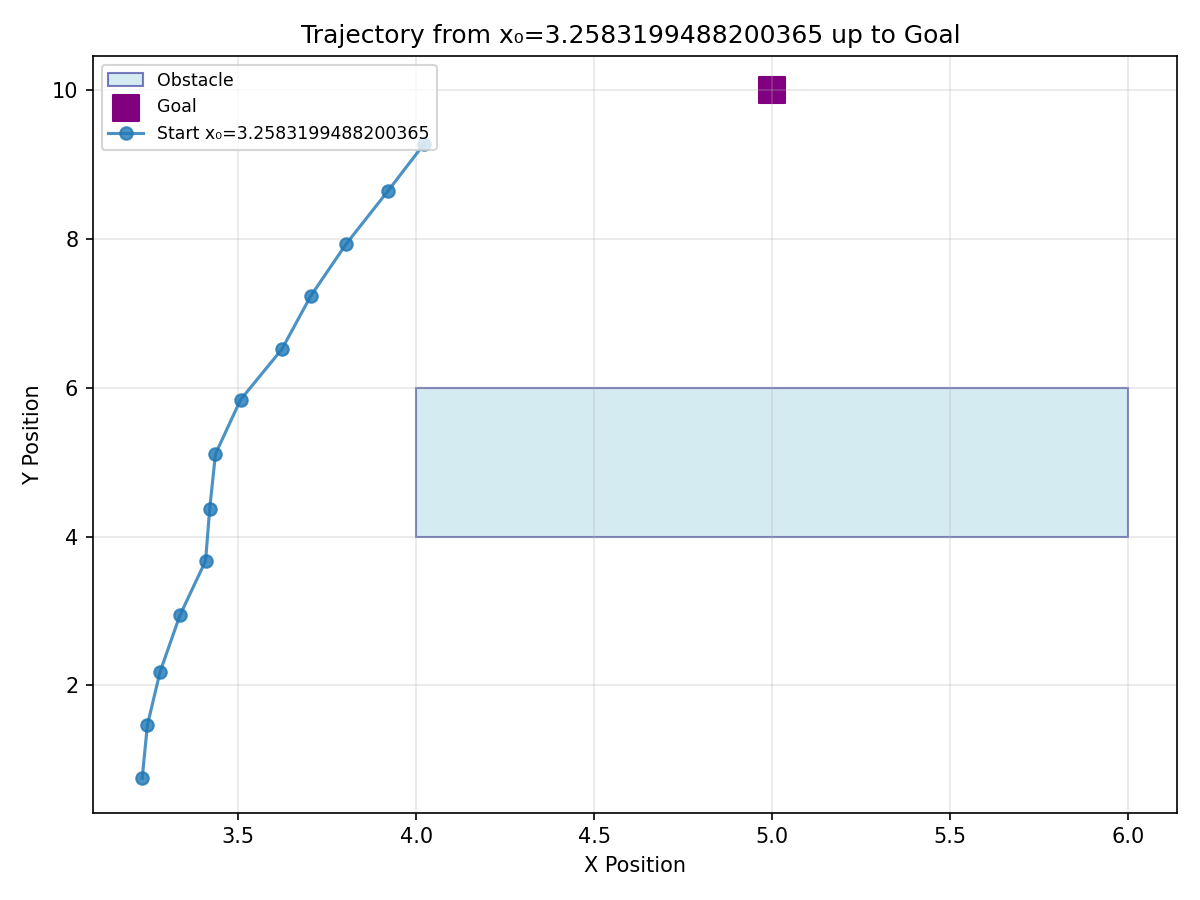 Trajectory from x₀=3.2583199488200365 up to Goal
Obstacle
Goal
Start x₀=3.2583199488200365
Y Position
10
8
6
4
2
3.5
4.0
4.5
5.0
5.5
6.0
X Position